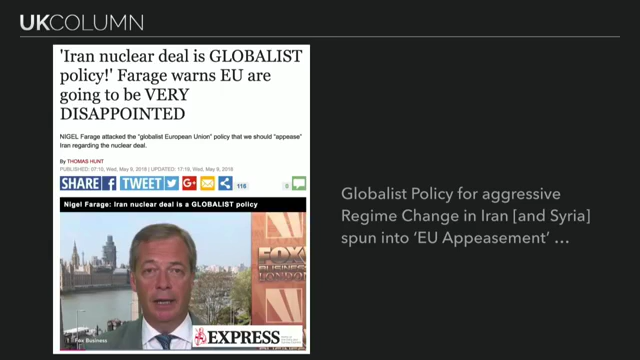 UKCOLUMN
'Iran nuclear deal is GLOBALIST
policy!' Farage warns EU are
going to be VERY
DISAPPOINTED
NIGEL Farage attacked the "globalist European Union" policy that we should "appease"
Iran regarding the nuclear deal.
By THOMAS HUNT
PUBLISHED: 07:15, Wed, May 9, 2018 | UPDATED: 17:19, Wed, May 9, 2018
SHARE f TWEET G+ 118 0
Nigel Farage: Iran nuclear deal is a GLOBALIST policy
FOX
BUSINESS
LONDON
Fox Business
EXPRESS
Globalist Policy for aggressive
Regime Change in Iran [and Syria]
spun into 'EU Appeasement' …